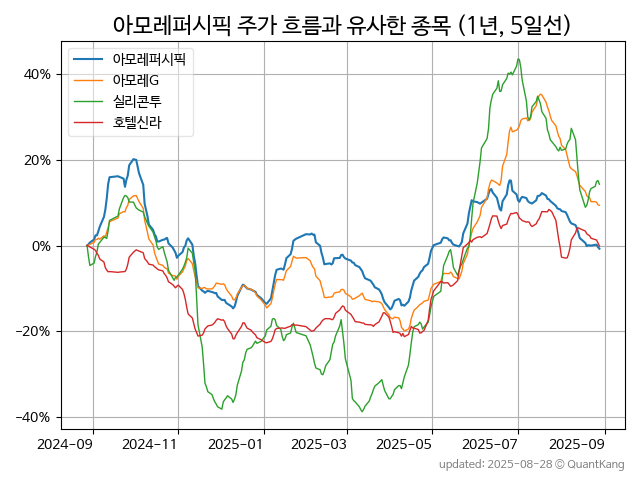 아모레퍼시픽 주가 흐름과 유사한 종목 (1년, 5일선)
아모레퍼시픽
아모레G
실리콘투
호텔신라
40%
20%
0%
−20%
−40%
2024-09 2024-11 2025-01 2025-03 2025-05 2025-07 2025-09
updated: 2025-08-28 © QuantKang